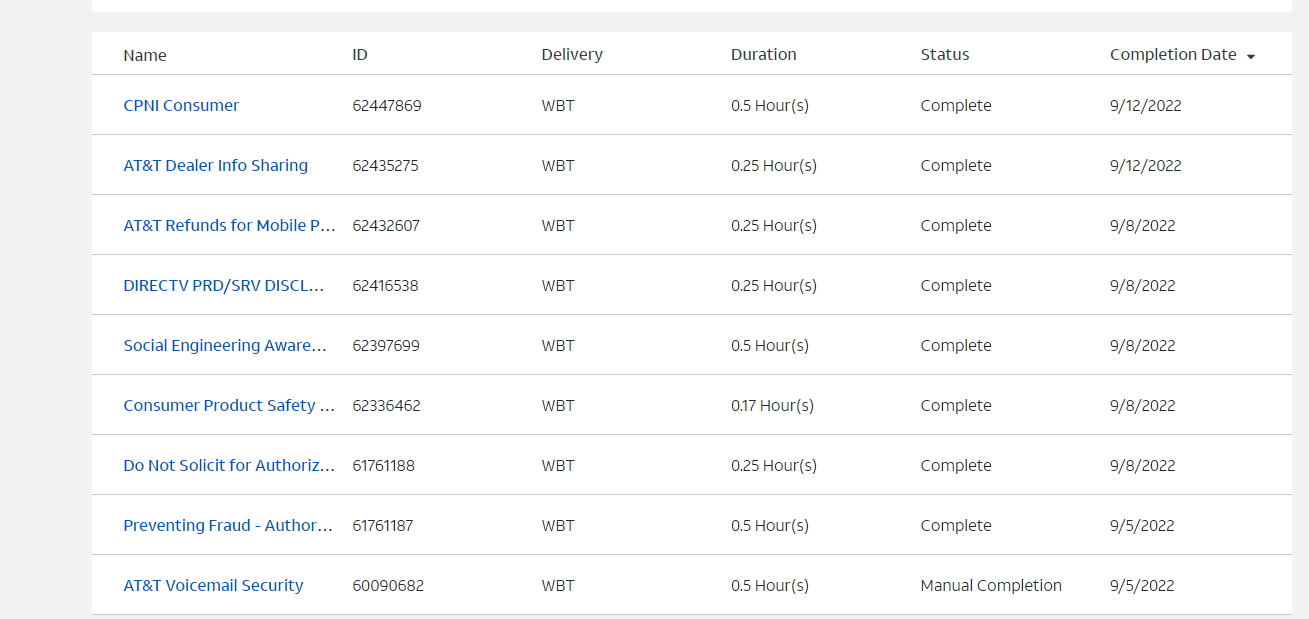 Name ID Delivery Duration Status Completion Date
CPNI Consumer 62447869 WBT 0.5 Hour(s) Complete 9/12/2022
AT&T Dealer Info Sharing 62435275 WBT 0.25 Hour(s) Complete 9/12/2022
AT&T Refunds for Mobile P... 62432607 WBT 0.25 Hour(s) Complete 9/8/2022
DIRECTV PRD/SRV DISCL... 62416538 WBT 0.25 Hour(s) Complete 9/8/2022
Social Engineering Aware... 62397699 WBT 0.5 Hour(s) Complete 9/8/2022
Consumer Product Safety ... 62336462 WBT 0.17 Hour(s) Complete 9/8/2022
Do Not Solicit for Authoriz... 61761188 WBT 0.25 Hour(s) Complete 9/8/2022
Preventing Fraud - Author... 61761187 WBT 0.5 Hour(s) Complete 9/5/2022
AT&T Voicemail Security 60090682 WBT 0.5 Hour(s) Manual Completion 9/5/2022